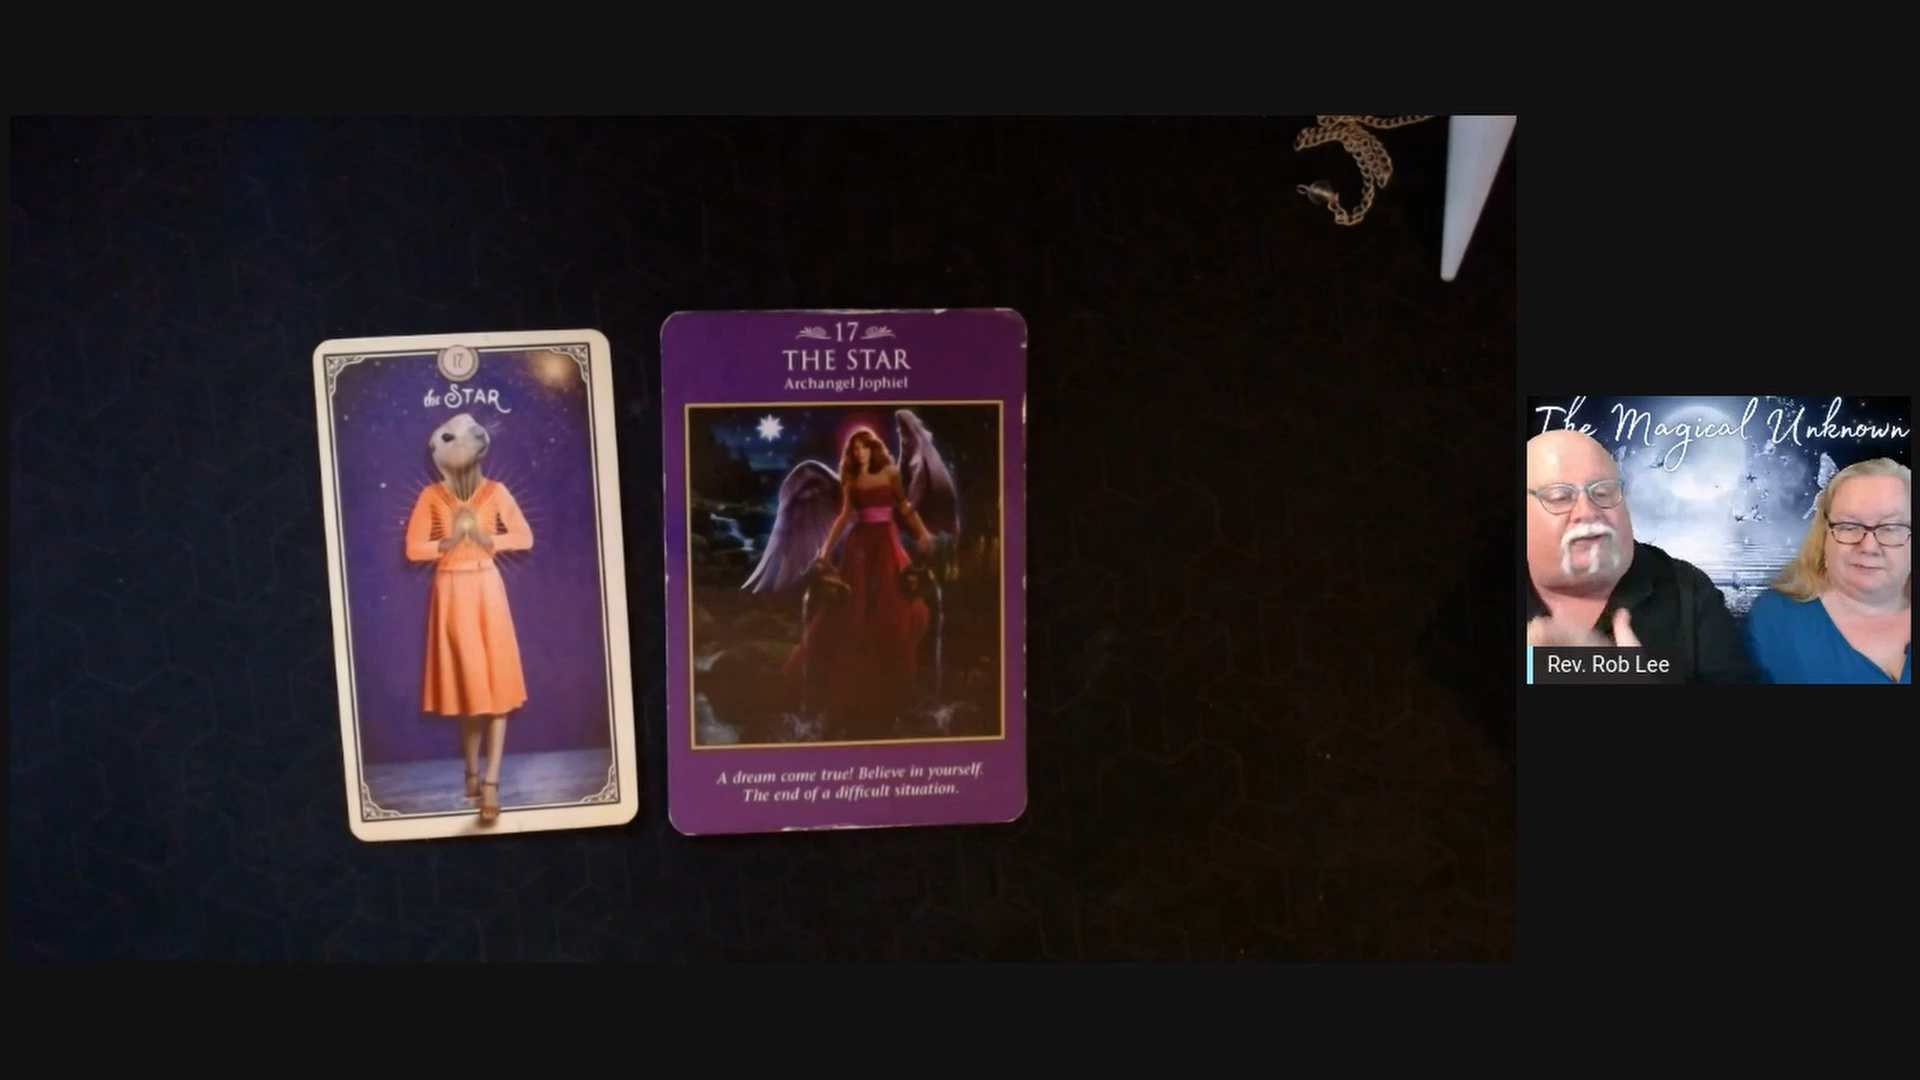 17
the STAR
17
THE STAR
Archangel Jophiel
A dream come true! Believe in yourself.
The end of a difficult situation.
The Magical Unknown
Rev. Rob Lee